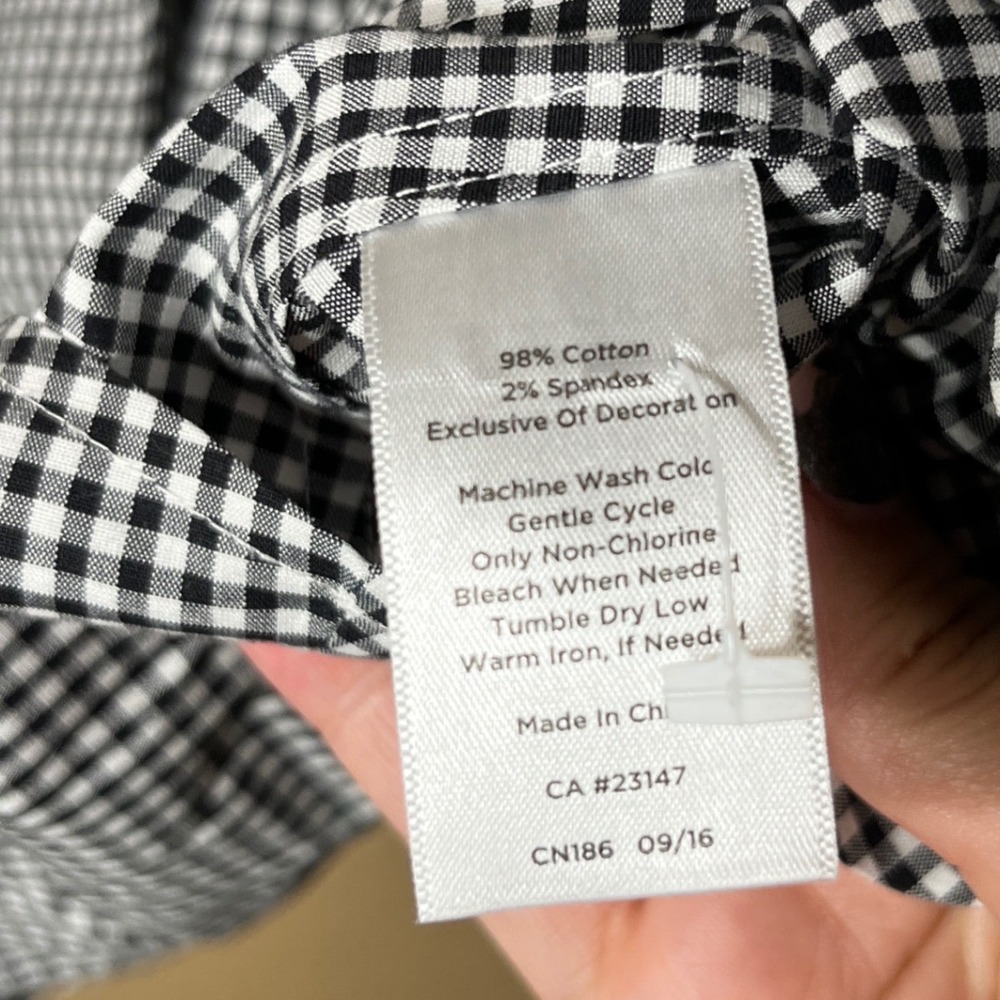 98% Cotton
2% Spandex
Exclusive Of Decorat on
Machine Wash Cold
Gentle Cycle
Only Non-Chlorine
Bleach When Needed
Tumble Dry Low
Warm Iron, If Needed
Made In Ch
CA #23147
CN186 09/16